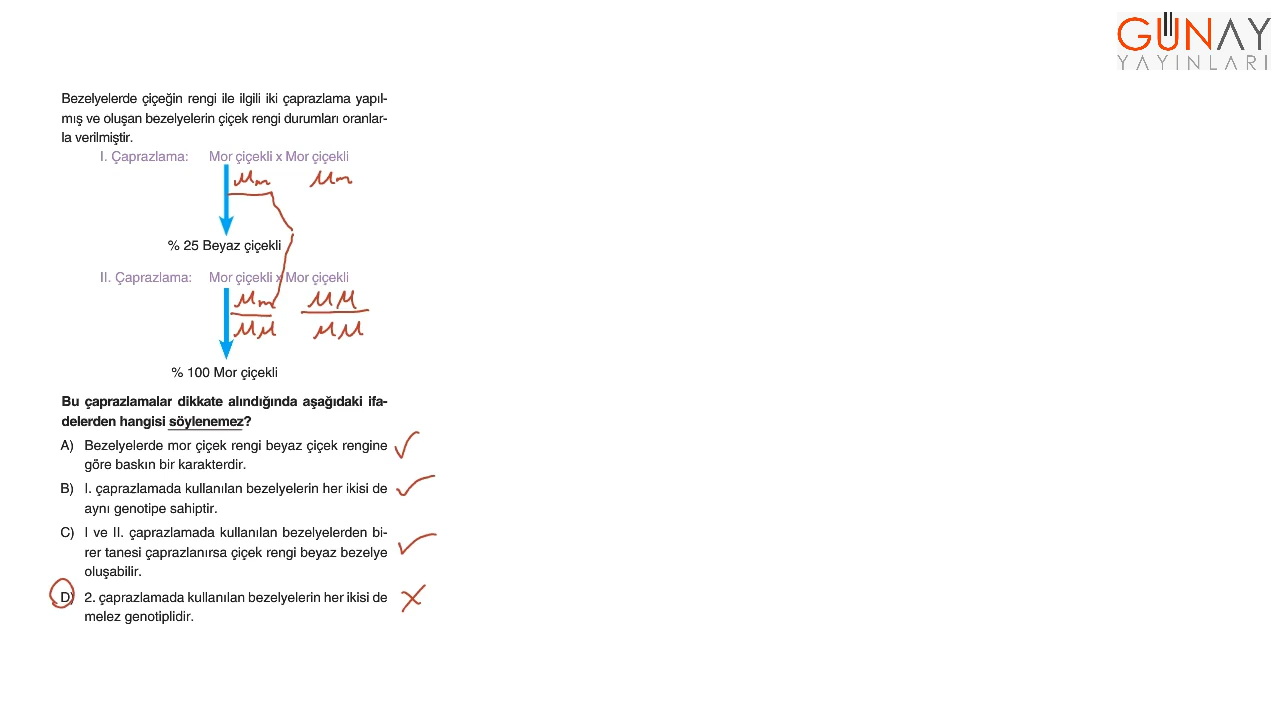 GÜNAY
YAYINLARI
Bezelyelerde çiçeğin rengi ile ilgili iki çaprazlama yapıl-
mış ve oluşan bezelyelerin çiçek rengi durumları oranlar-
la verilmiştir.
I. Çaprazlama: Mor çiçekli x Mor çiçekli
Mm Mm
% 25 Beyaz çiçekli
II. Çaprazlama: Mor çiçekli x Mor çiçekli
Mm MM
MM MM
% 100 Mor çiçekli
Bu çaprazlamalar dikkate alındığında aşağıdaki ifa-
delerden hangisi söylenemez?
A) Bezelyelerde mor çiçek rengi beyaz çiçek rengine
göre baskın bir karakterdir.
B) I. çaprazlamada kullanılan bezelyelerin her ikisi de
aynı genotipe sahiptir.
C) I ve II. çaprazlamada kullanılan bezelyelerden bi-
rer tanesi çaprazlanırsa çiçek rengi beyaz bezelye
oluşabilir.
D) 2. çaprazlamada kullanılan bezelyelerin her ikisi de
melez genotiplidir.